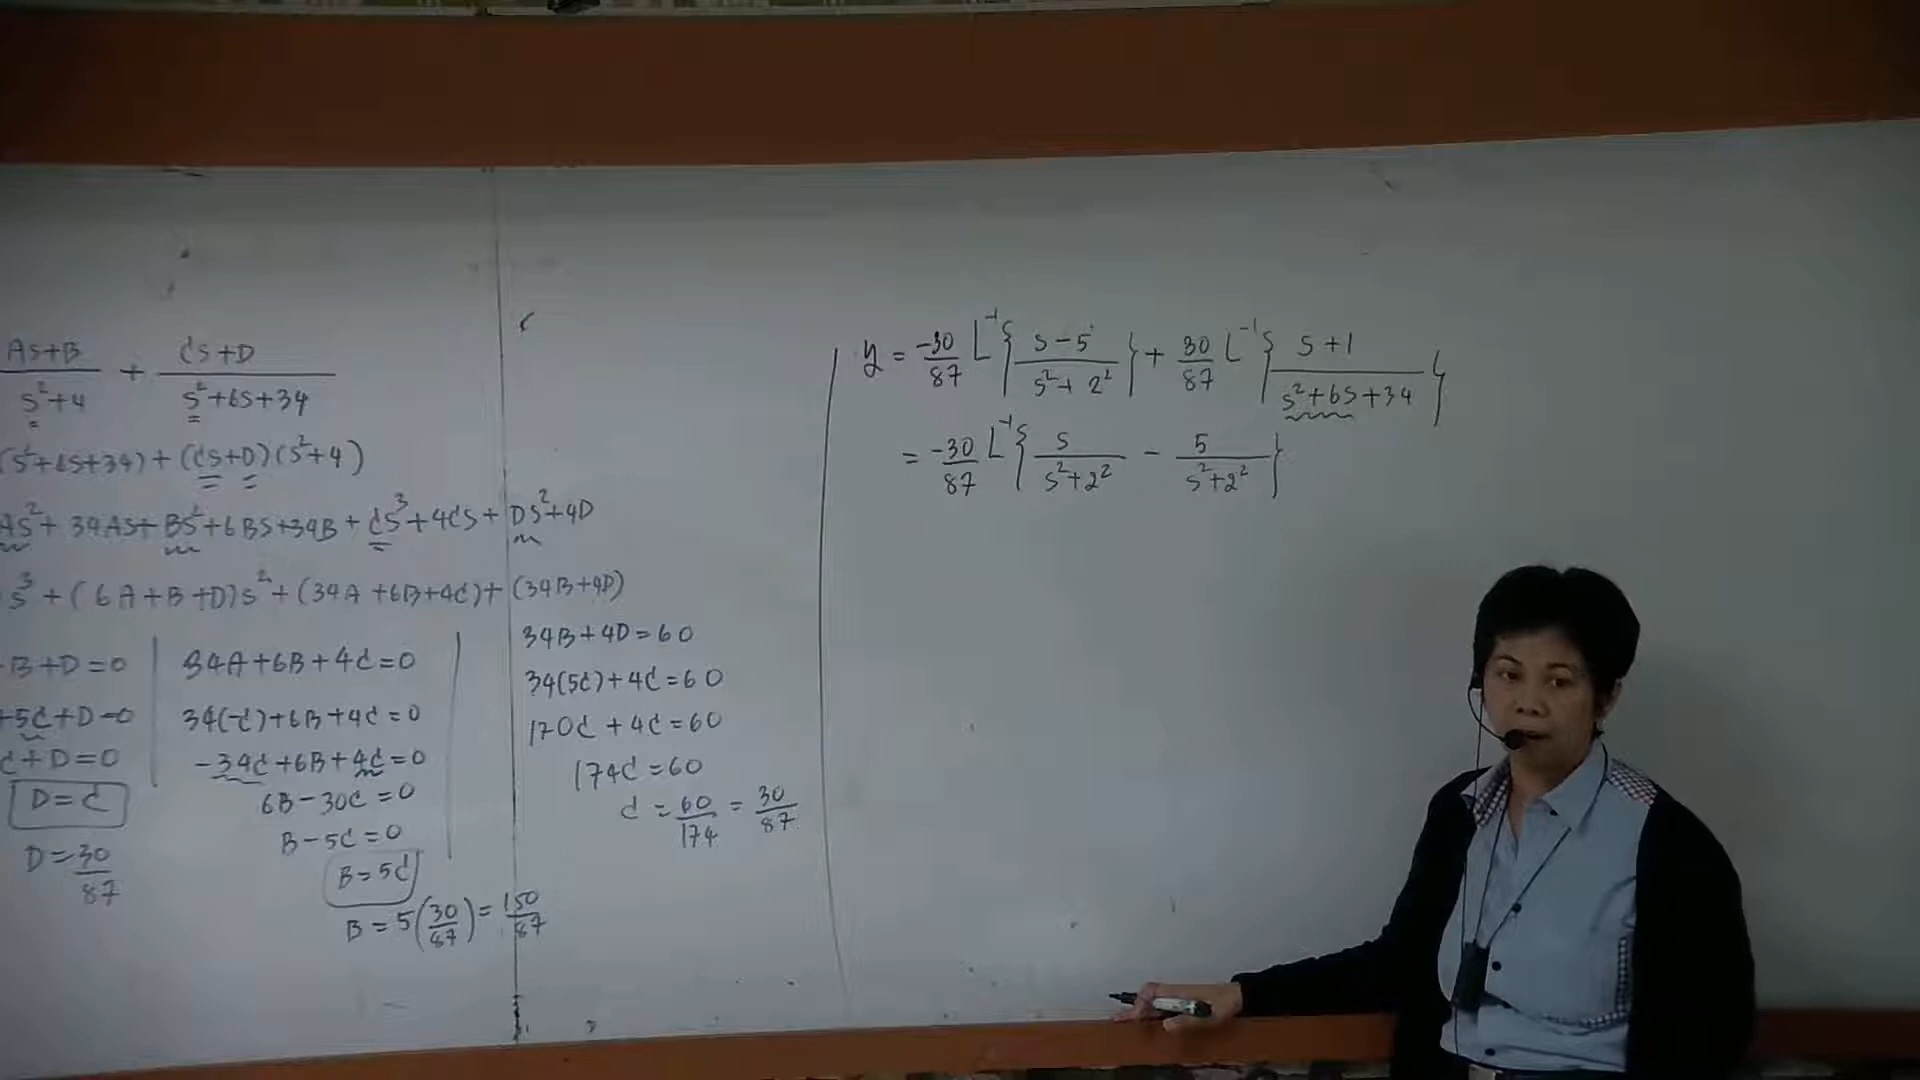 As+B/s²+4 + Cs+D/s²+6s+34
(s²+6s+34)+(Cs+D)(s²+4)
As²+34As+Bs²+6Bs+34B+Cs³+4Cs+Ds²+4D
s³+(6A+B+D)s²+(34A+6B+4C)+(34B+4D)
B+D=0
+5C+D=0
C+D=0
D=C
D=30/87
34A+6B+4C=0
34(-C)+6B+4C=0
-34C+6B+4C=0
6B-30C=0
B-5C=0
B=5C
B=5(30/87)=150/87
34B+4D=60
34(5C)+4C=60
170C+4C=60
174C=60
C=60/174=30/87
y=-30/87 L⁻¹{s-5/s²+2²}+30/87 L⁻¹{s+1/s²+6s+34}
=-30/87 L⁻¹{s/s²+2² - 5/s²+2²}